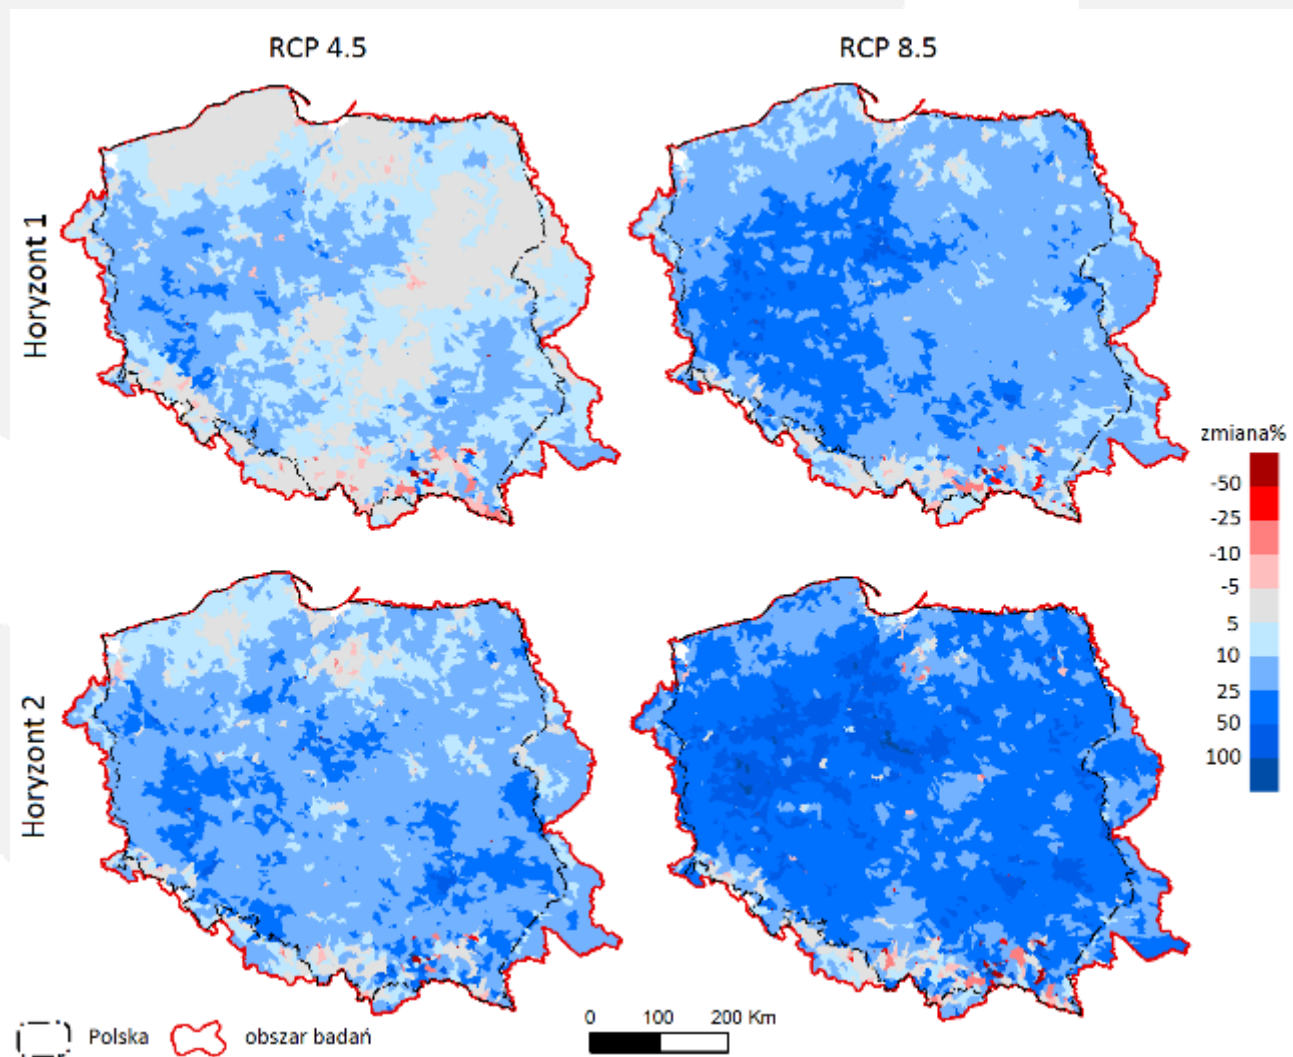 RCP 4.5
RCP 8.5
Horyzont 1
zmiana%
-50
-25
-10
-5
5
10
25
50
100
Horyzont 2
0 100 200 Km
Polska
obszar badań